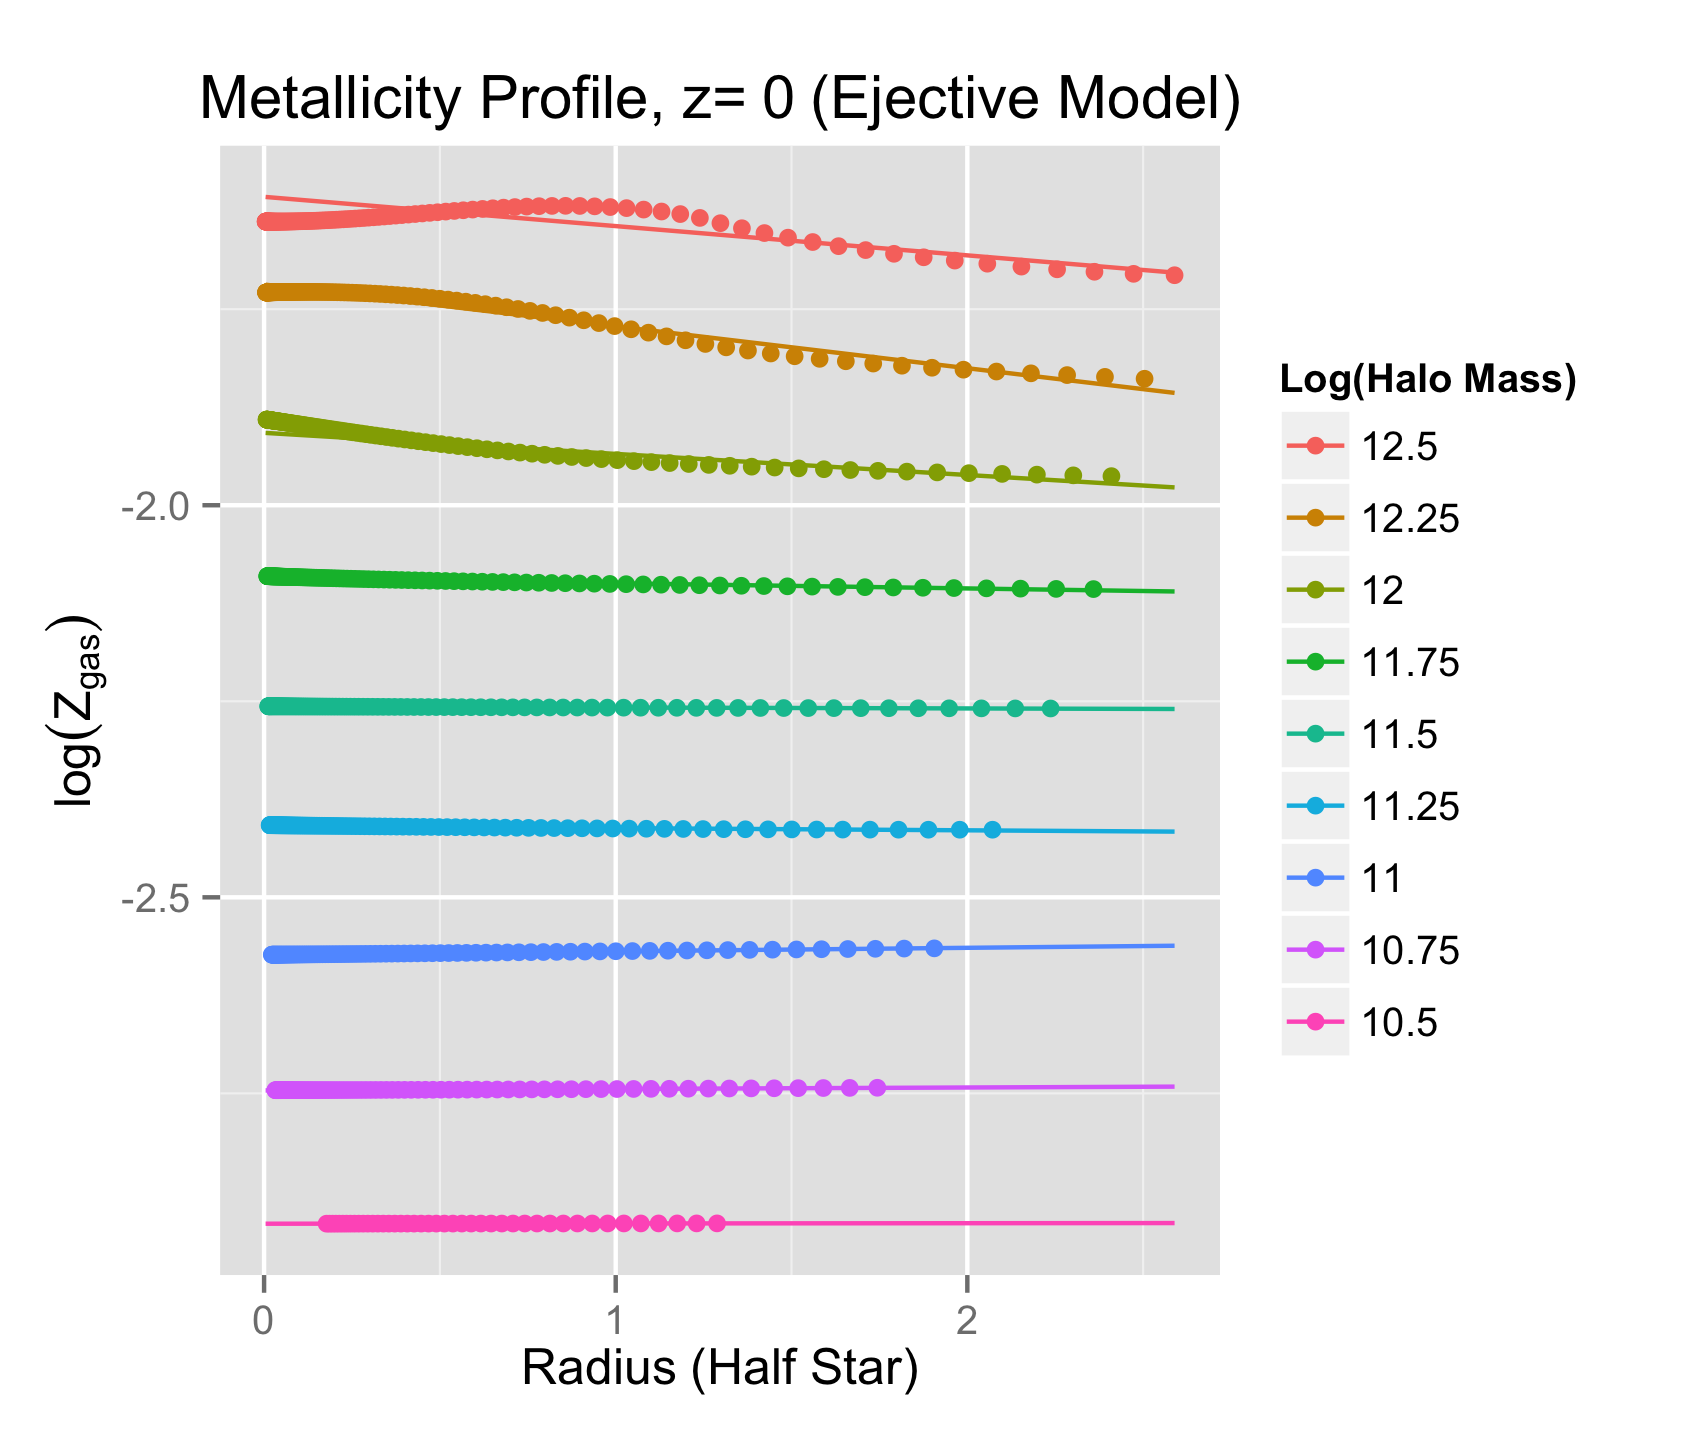 Metallicity Profile, z= 0 (Ejective Model)
log(Zgas)
-2.0
-2.5
0 1 2
Radius (Half Star)
Log(Halo Mass)
12.5
12.25
12
11.75
11.5
11.25
11
10.75
10.5